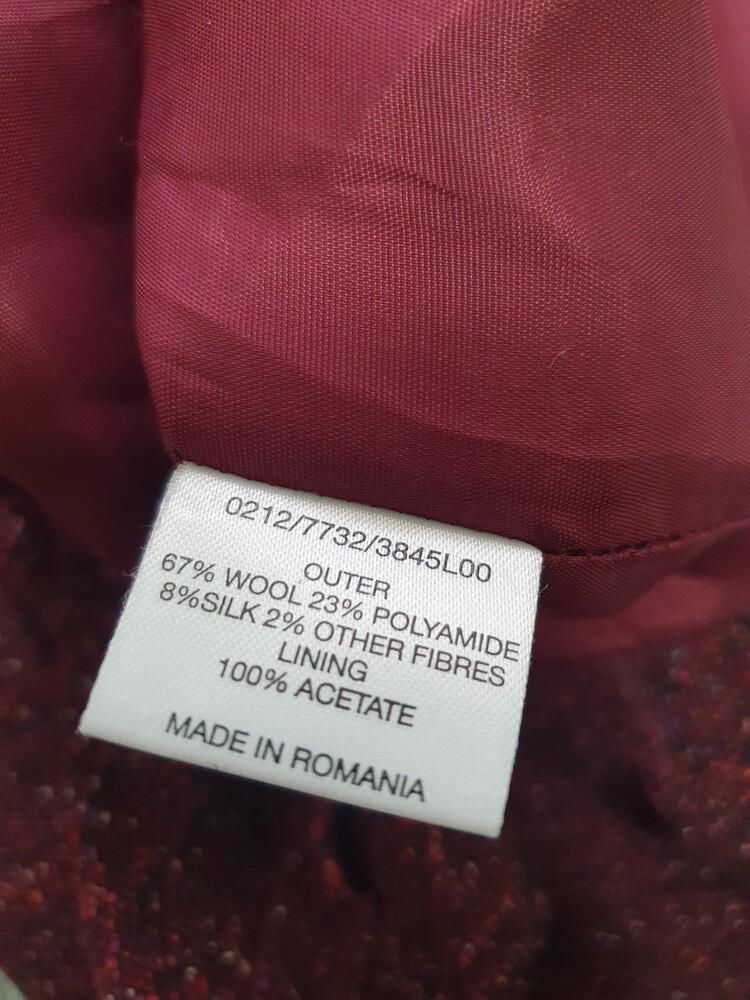 0212/7732/3845L00
OUTER
67% WOOL 23% POLYAMIDE
8%SILK 2% OTHER FIBRES
LINING
100% ACETATE
MADE IN ROMANIA